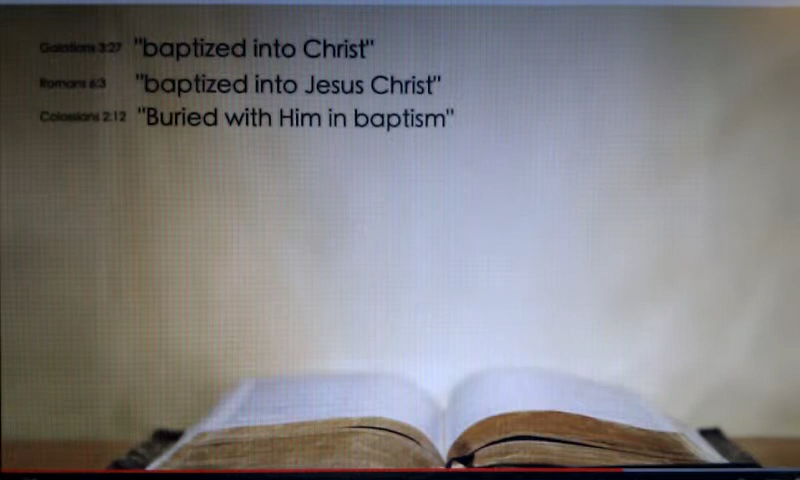 Galatians 3:27 "baptized into Christ"
Romans 6:3 "baptized into Jesus Christ"
Colossians 2:12 "Buried with Him in baptism"